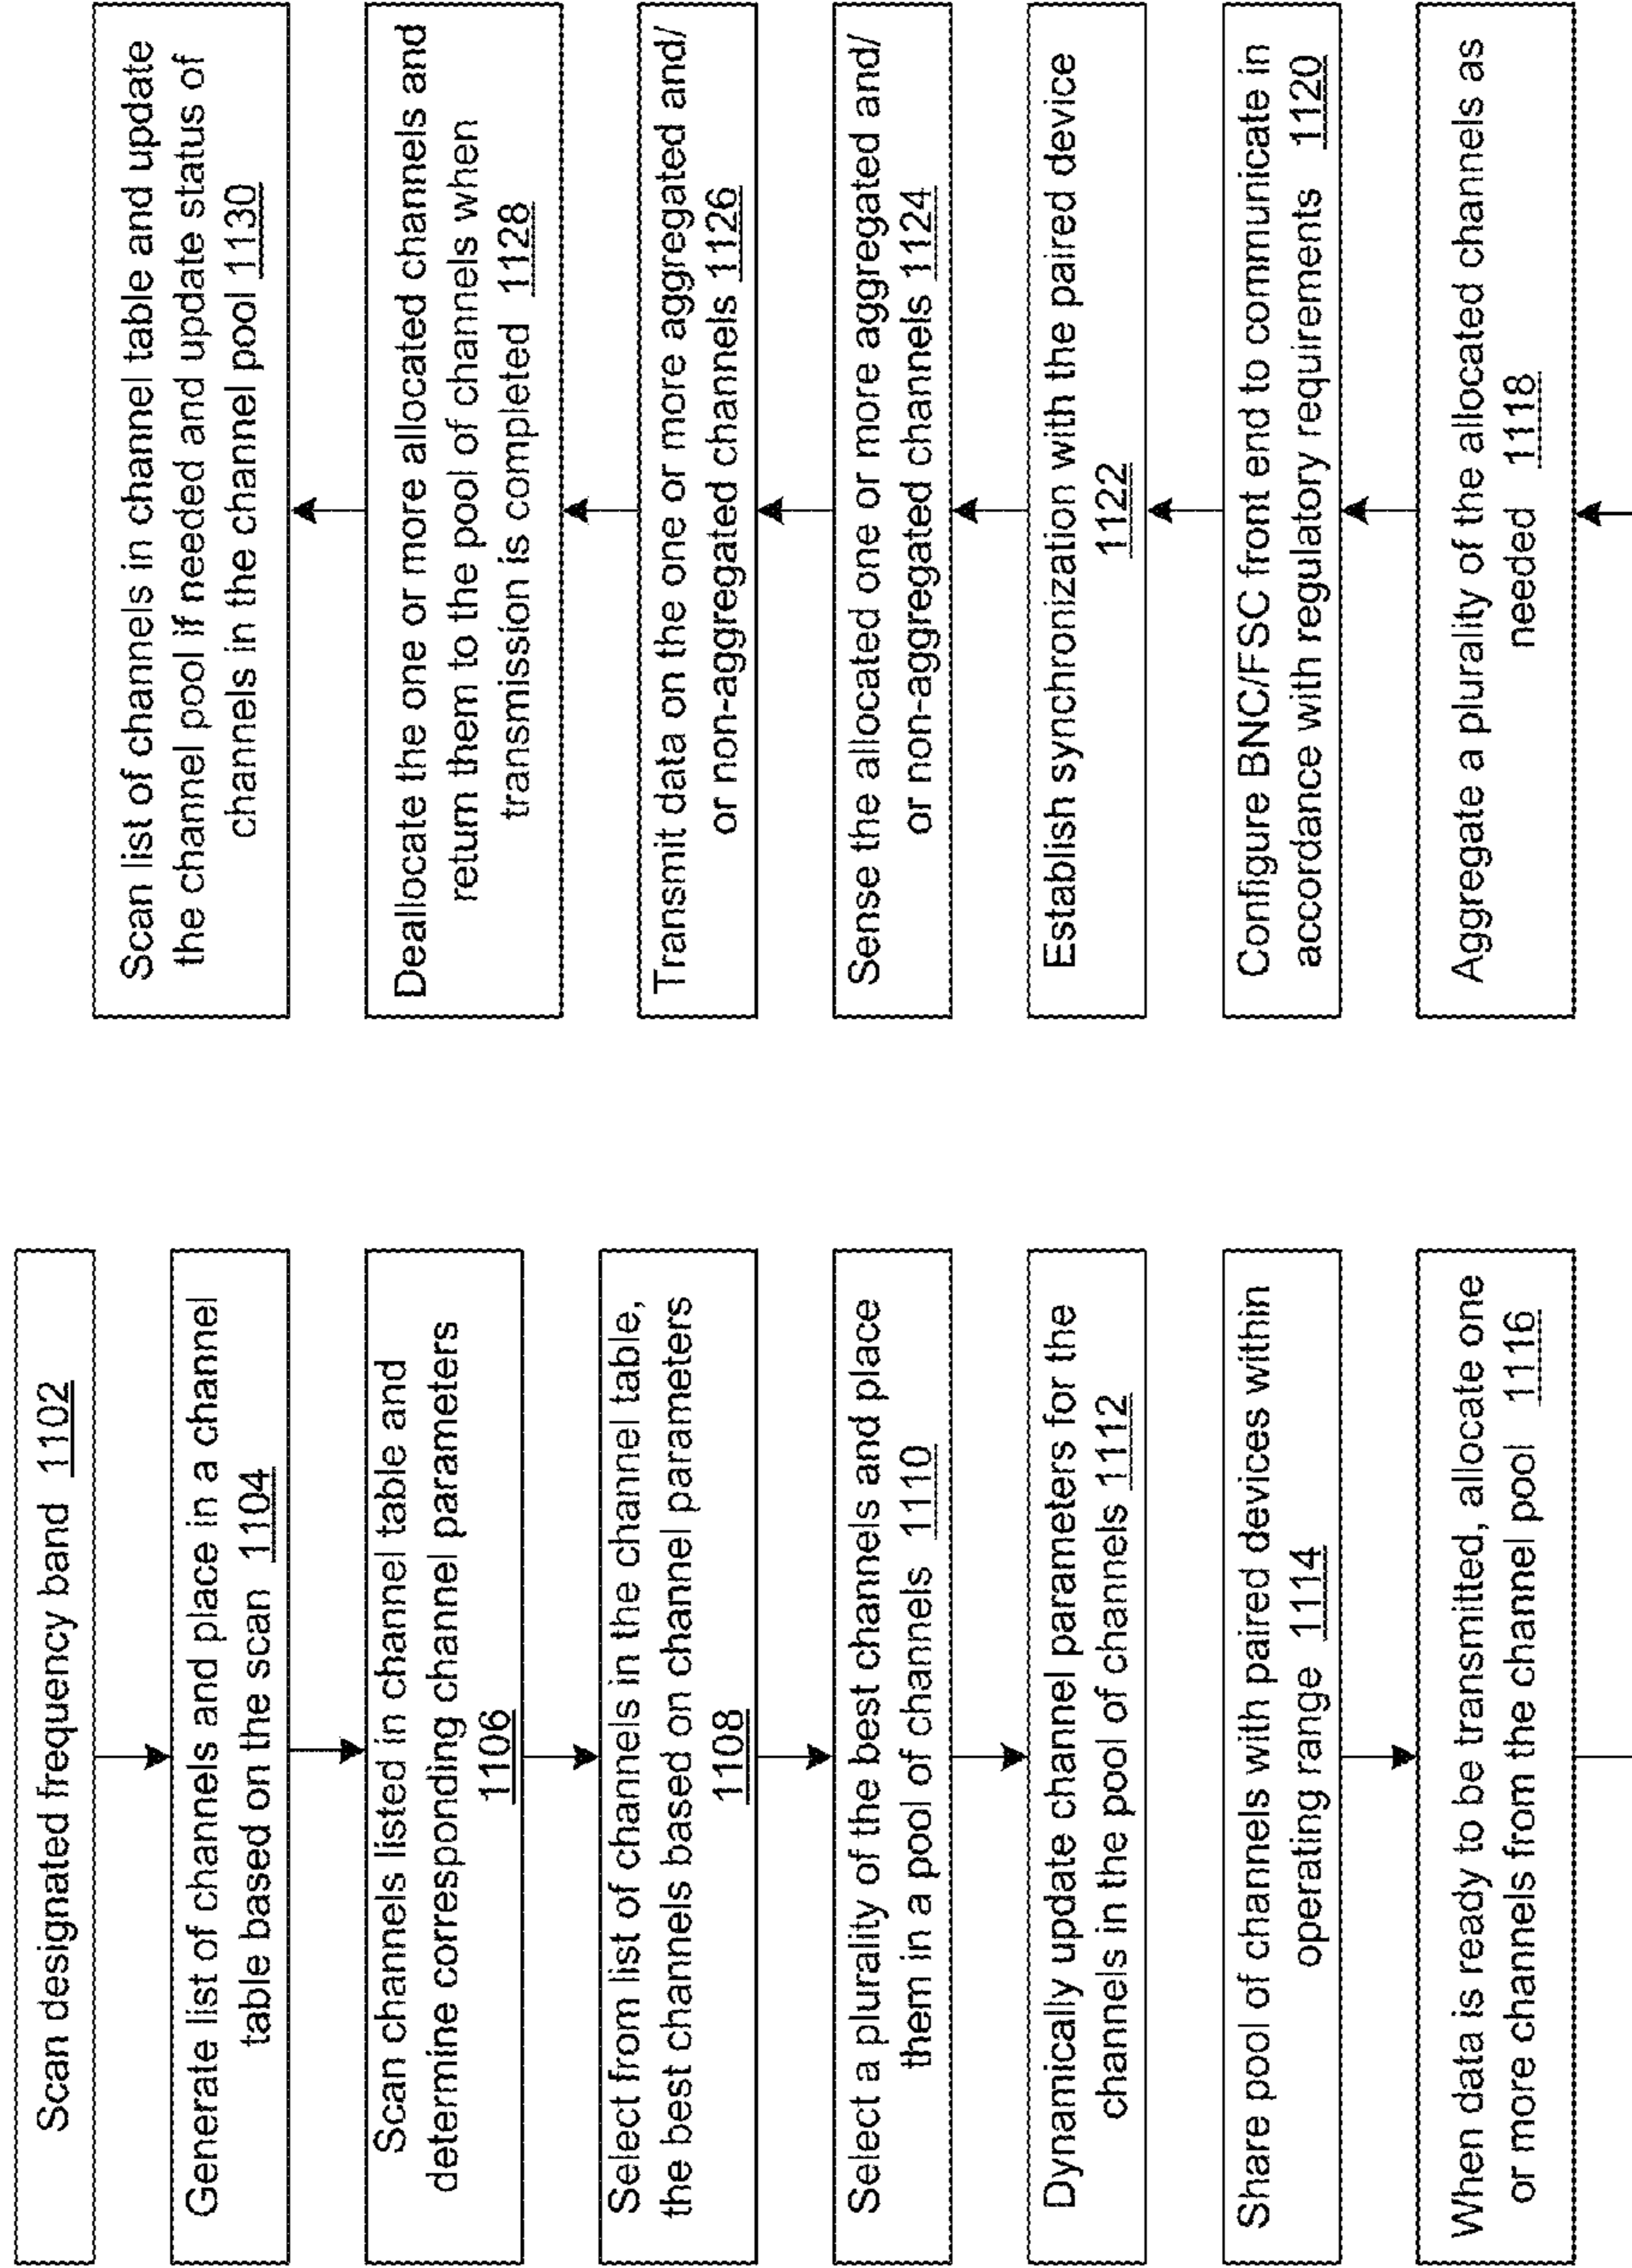 Scan designated frequency band 1102
Generate list of channels and place in a channel
table based on the scan 1104
Scan channels listed in channel table and
determine corresponding channel parameters
1106
Select from list of channels in the channel table,
the best channels based on channel parameters
1108
Select a plurality of the best channels and place
them in a pool of channels 1110
Dynamically update channel parameters for the
channels in the pool of channels 1112
Share pool of channels with paired devices within
operating range 1114
When data is ready to be transmitted, allocate one
or more channels from the channel pool 1116
Aggregate a plurality of the allocated channels as
needed 1118
Configure BNC/FSC front end to communicate in
accordance with regulatory requirements 1120
Establish synchronization with the paired device
1122
Sense the allocated one or more aggregated and/
or non-aggregated channels 1124
Transmit data on the one or more aggregated and/
or non-aggregated channels 1126
Deallocate the one or more allocated channels and
return them to the pool of channels when
transmission is completed 1128
Scan list of channels in channel table and update
the channel pool if needed and update status of
channels in the channel pool 1130